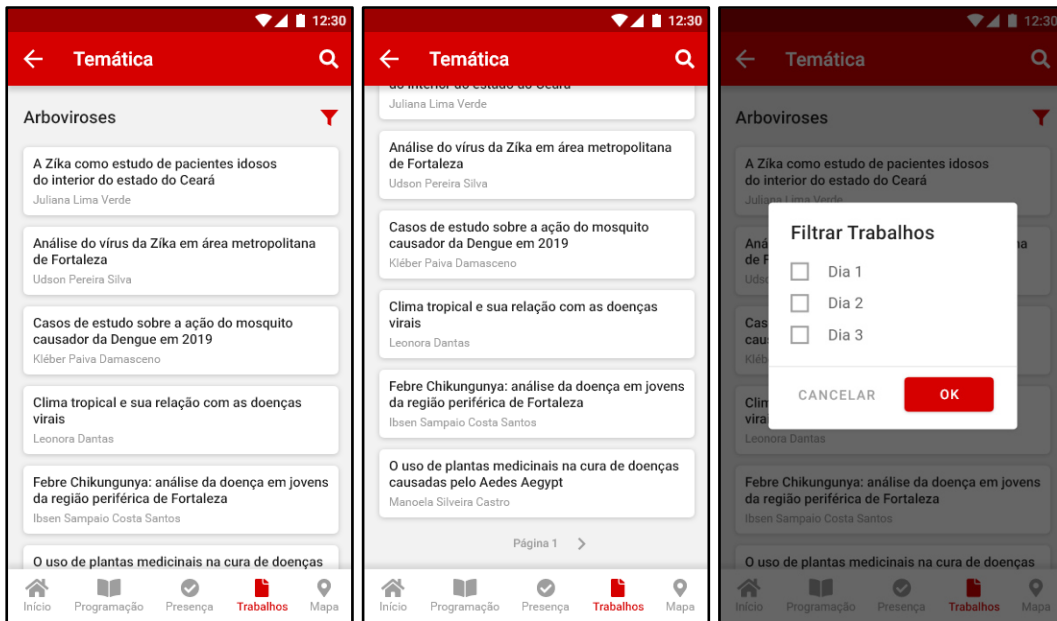 12:30
Temática
Arboviroses
A Zíka como estudo de pacientes idosos
do interior do estado do Ceará
Juliana Lima Verde
Análise do vírus da Zíka em área metropolitana
de Fortaleza
Udson Pereira Silva
Casos de estudo sobre a ação do mosquito
causador da Dengue em 2019
Kléber Paiva Damasceno
Clima tropical e sua relação com as doenças
virais
Leonora Dantas
Febre Chikungunya: análise da doença em jovens
da região periférica de Fortaleza
Ibsen Sampaio Costa Santos
O uso de plantas medicinais na cura de doenças
Início Programação Presença Trabalhos Mapa
12:30
Temática
do interior do estado do Ceará
Juliana Lima Verde
Análise do vírus da Zíka em área metropolitana
de Fortaleza
Udson Pereira Silva
Casos de estudo sobre a ação do mosquito
causador da Dengue em 2019
Kléber Paiva Damasceno
Clima tropical e sua relação com as doenças
virais
Leonora Dantas
Febre Chikungunya: análise da doença em jovens
da região periférica de Fortaleza
Ibsen Sampaio Costa Santos
O uso de plantas medicinais na cura de doenças
causadas pelo Aedes Aegypt
Manoela Silveira Castro
Página 1
Início Programação Presença Trabalhos Mapa
12:30
Temática
Arboviroses
A Zíka como estudo de pacientes idosos
do interior do estado do Ceará
Juliana Lima Verde
Filtrar Trabalhos
Dia 1
Dia 2
Dia 3
CANCELAR OK
Leonora Dantas
Febre Chikungunya: análise da doença em jovens
da região periférica de Fortaleza
Ibsen Sampaio Costa Santos
O uso de plantas medicinais na cura de doenças
Início Programação Presença Trabalhos Mapa